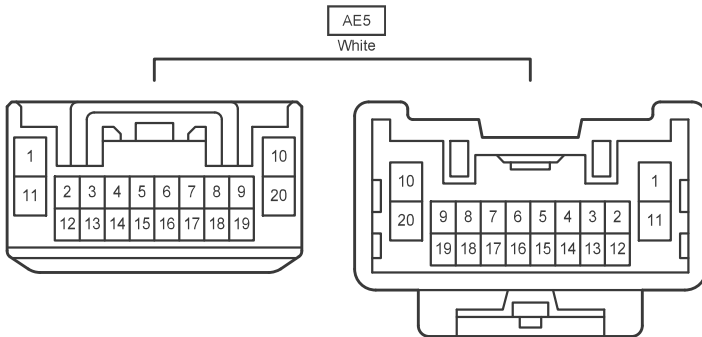 AE5
White
1 10
11 2 3 4 5 6 7 8 9 20
12 13 14 15 16 17 18 19
10 1
20 9 8 7 6 5 4 3 2 11
19 18 17 16 15 14 13 12